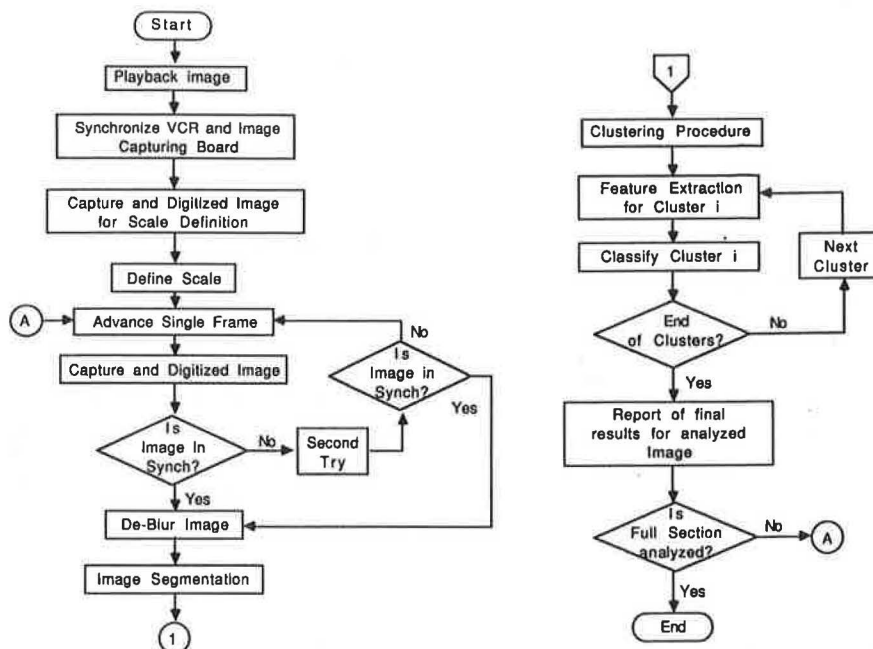 Start
Playback image
Synchronize VCR and Image
Capturing Board
Capture and Digitized Image
for Scale Definition
Define Scale
A
Advance Single Frame
Capture and Digitized Image
Is
Image In
Synch?
No
Second
Try
Is
Image in
Synch?
No
Yes
Yes
De-Blur Image
Image Segmentation
1
1
Clustering Procedure
Feature Extraction
for Cluster i
Classify Cluster i
Next
Cluster
End
of Clusters?
No
Yes
Report of final
results for analyzed
Image
Is
Full Section
analyzed?
No
A
Yes
End